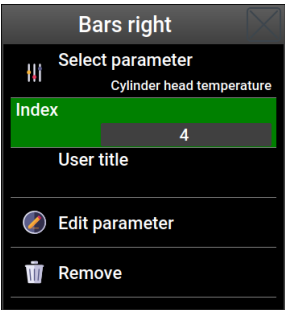 Bars right
Select parameter
Cylinder head temperature
Index
4
User title
Edit parameter
Remove